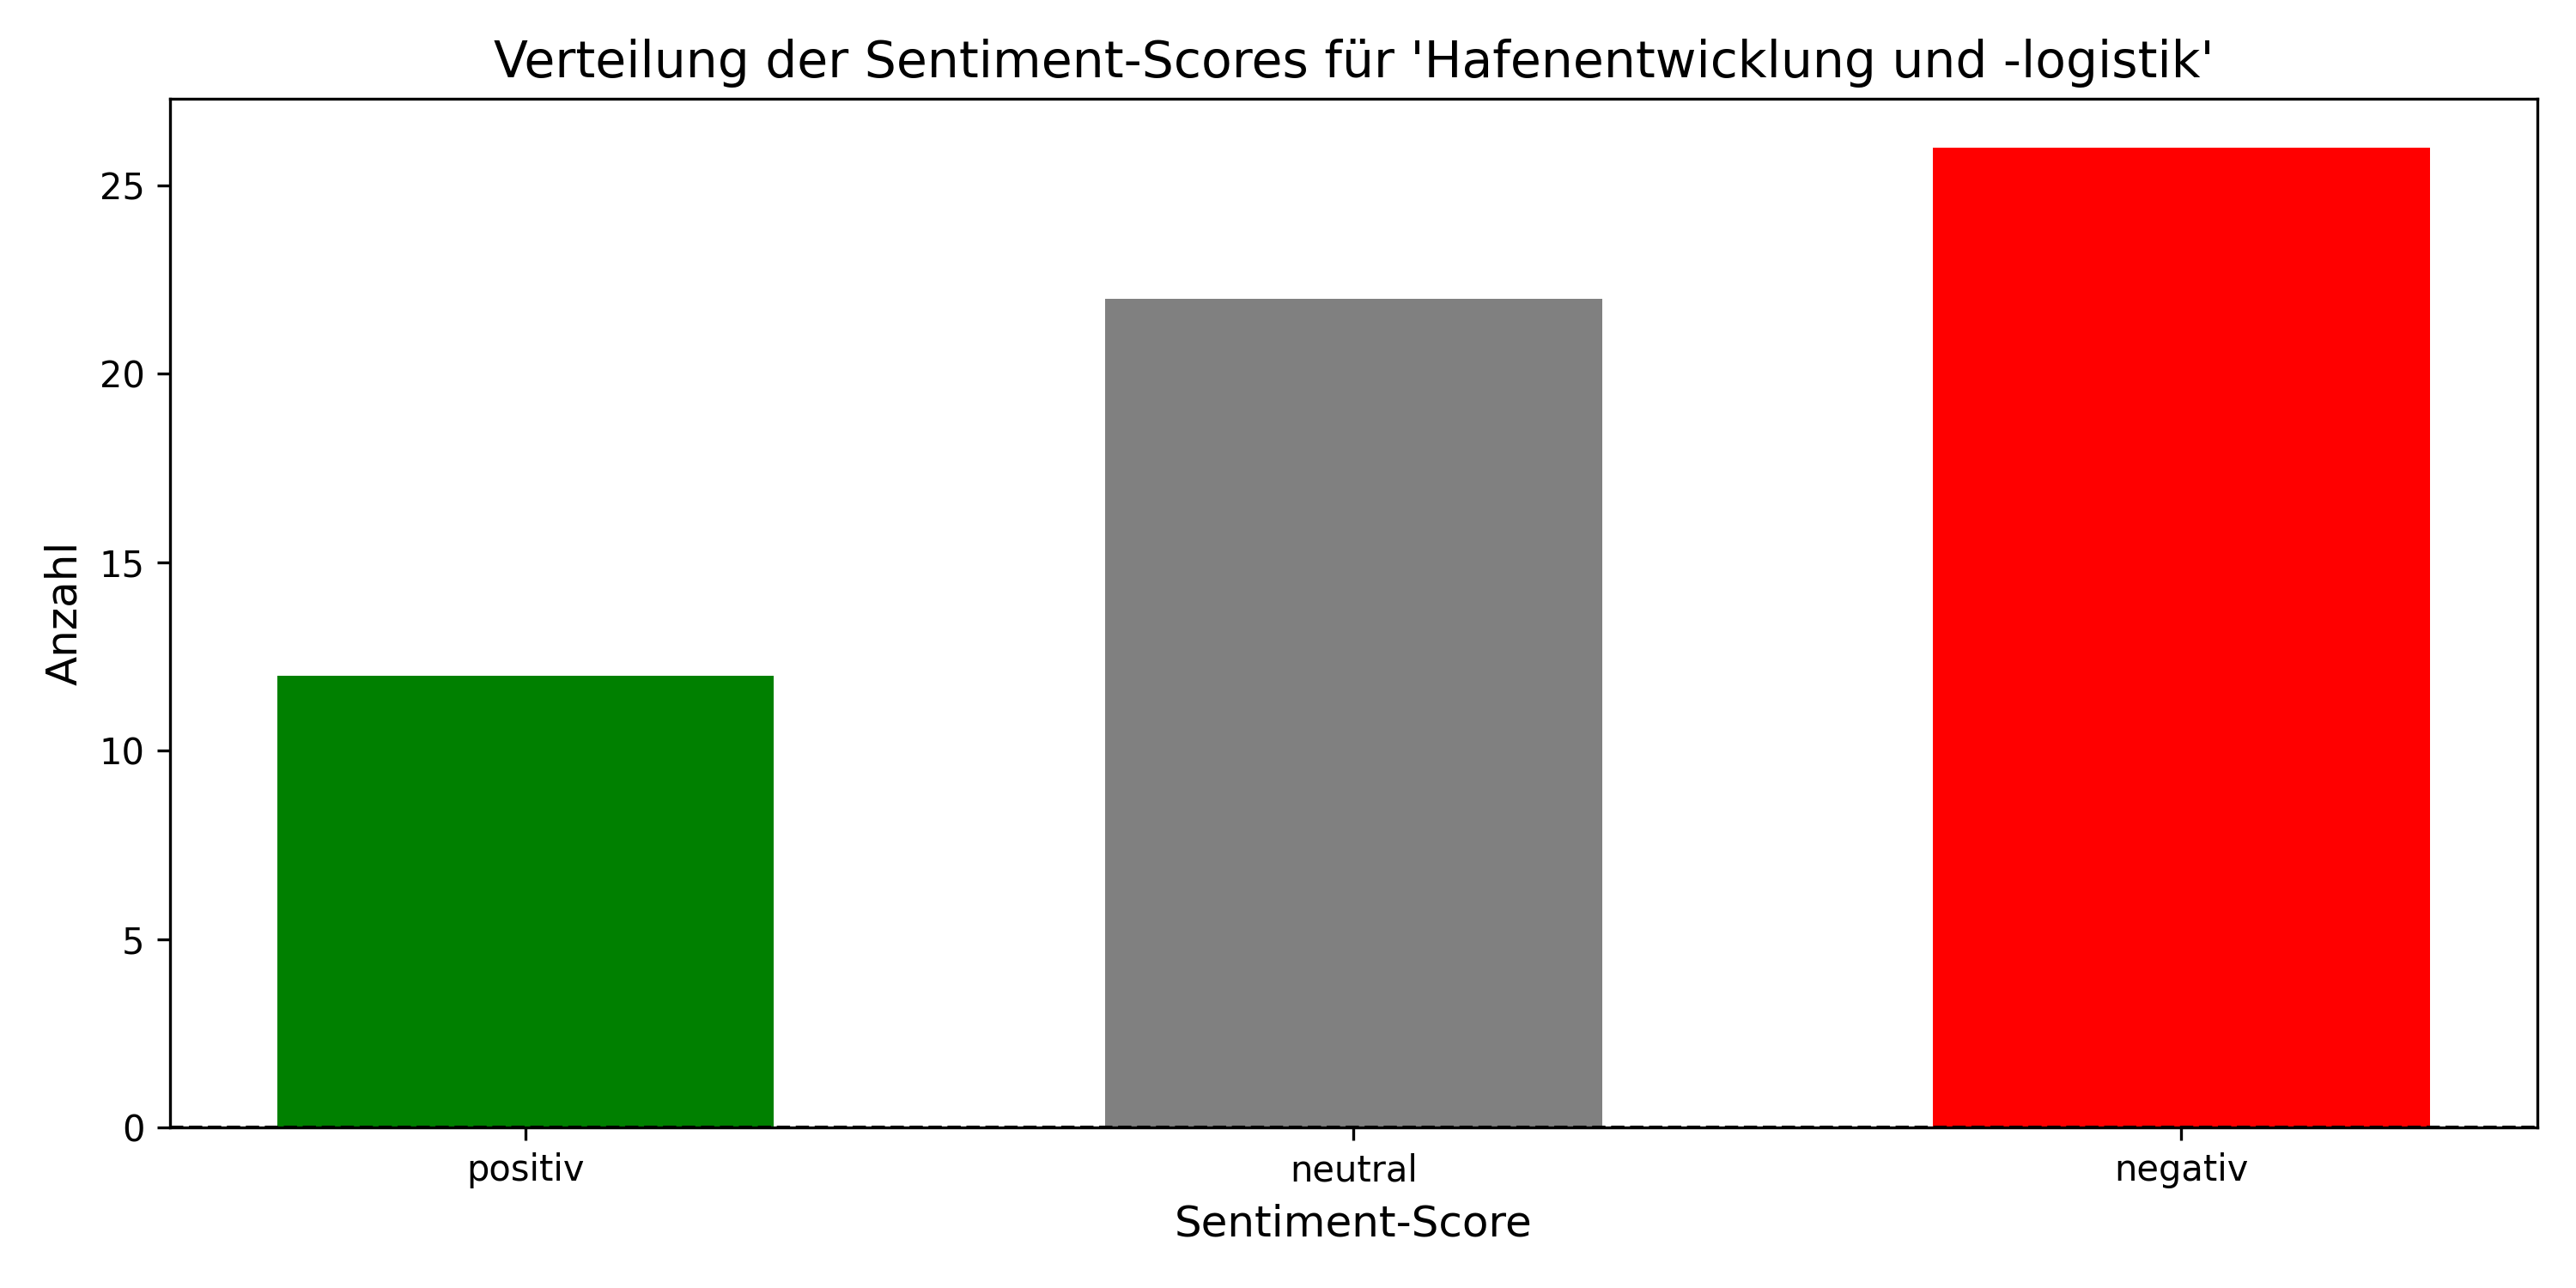 Verteilung der Sentiment-Scores für 'Hafenentwicklung und -logistik'
Anzahl
25
20
15
10
5
0
positiv neutral negativ
Sentiment-Score